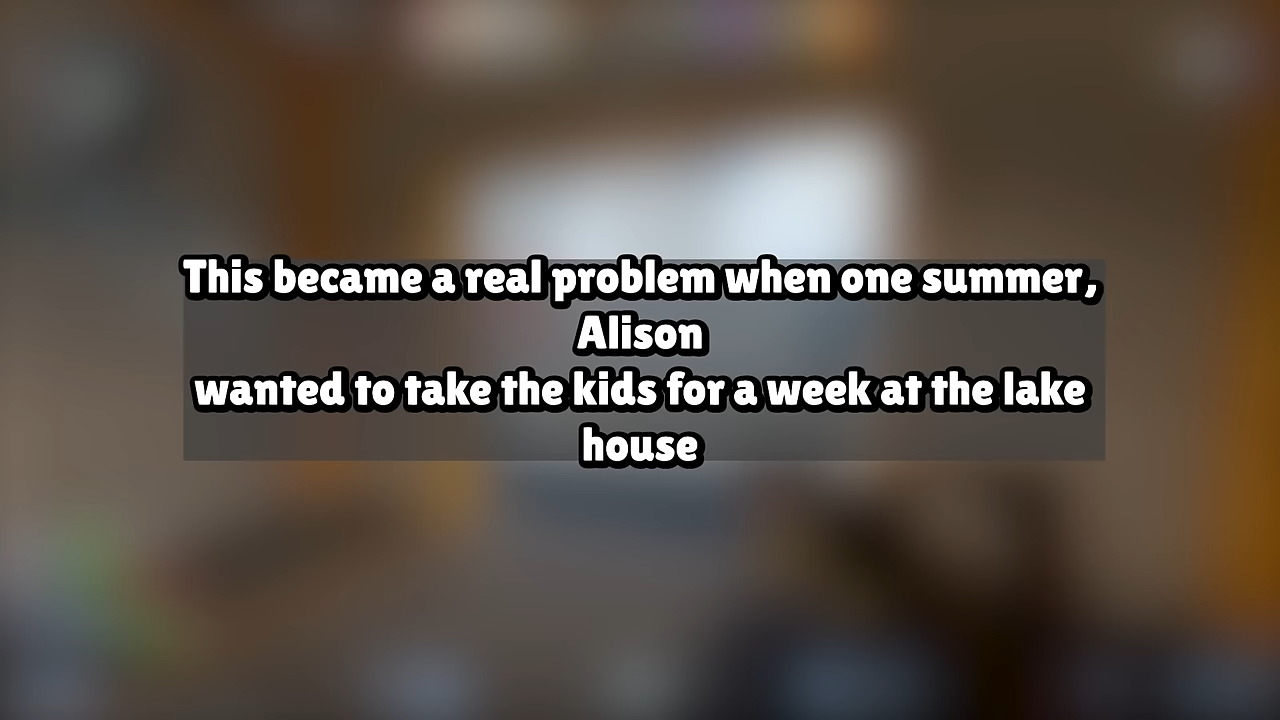 This became a real problem when one summer,
Alison
wanted to take the kids for a week at the lake
house